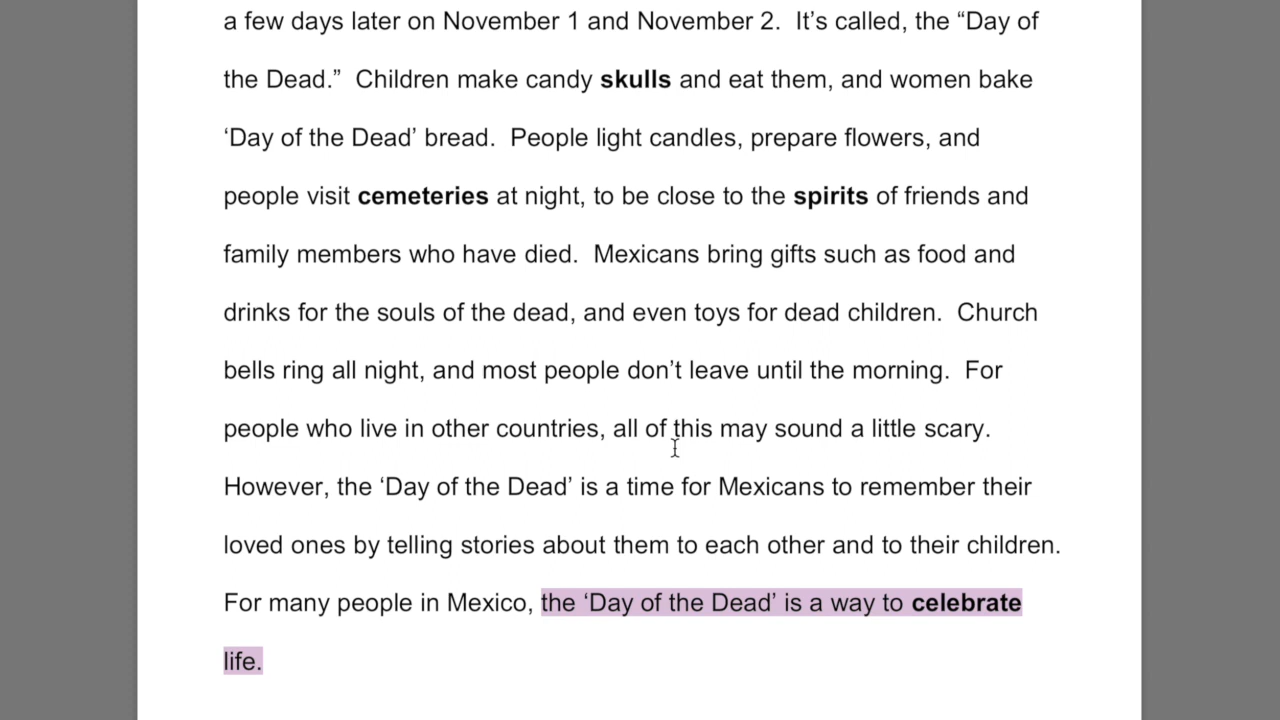 a few days later on November 1 and November 2.  It’s called, the “Day of
the Dead.”  Children make candy skulls and eat them, and women bake
‘Day of the Dead’ bread.  People light candles, prepare flowers, and
people visit cemeteries at night, to be close to the spirits of friends and
family members who have died.  Mexicans bring gifts such as food and
drinks for the souls of the dead, and even toys for dead children.  Church
bells ring all night, and most people don’t leave until the morning.  For
people who live in other countries, all of this may sound a little scary.
However, the ‘Day of the Dead’ is a time for Mexicans to remember their
loved ones by telling stories about them to each other and to their children.
For many people in Mexico, the ‘Day of the Dead’ is a way to celebrate
life.